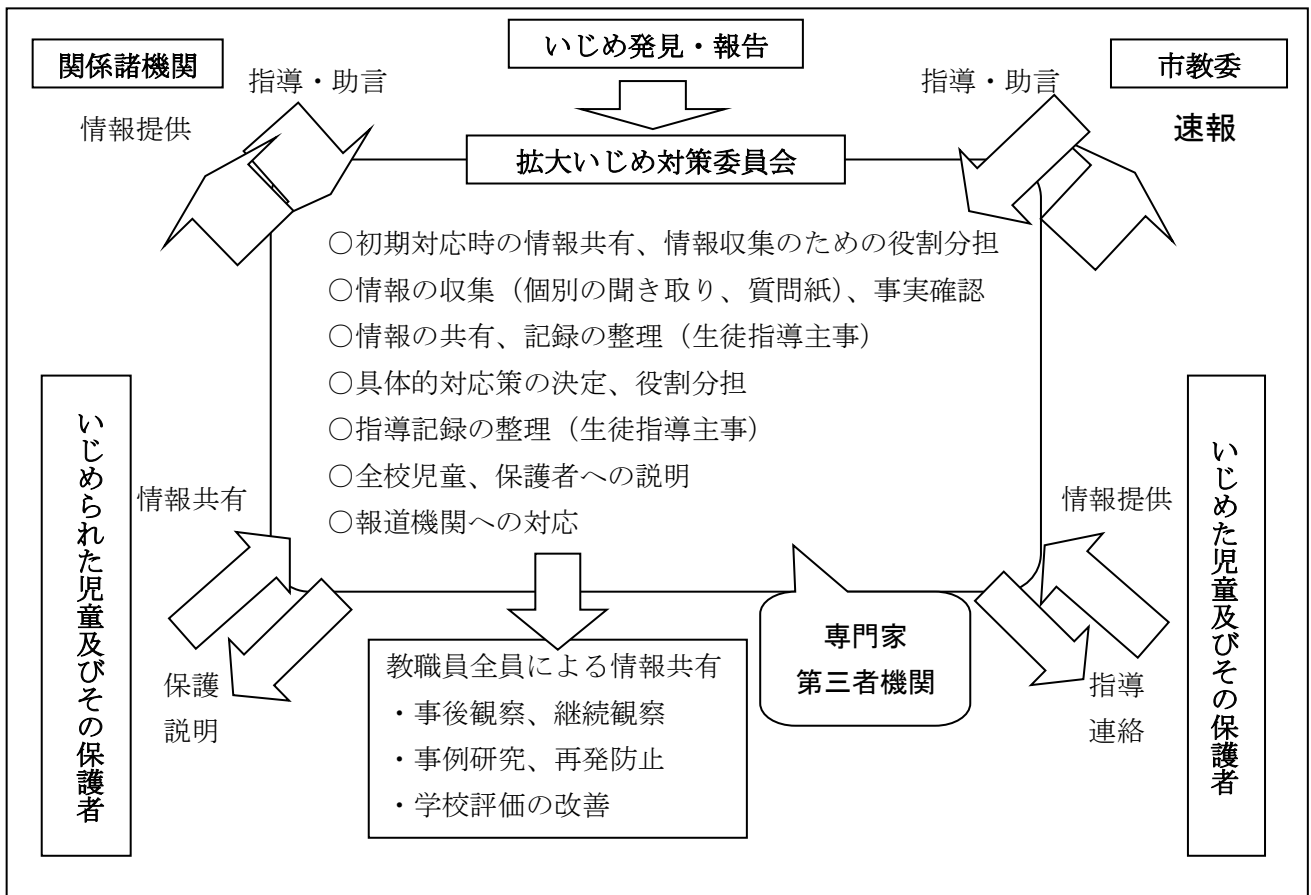 いじめ発見・報告
関係諸機関
指導・助言
情報提供
指導・助言
市教委
速報
拡大いじめ対策委員会
○初期対応時の情報共有、情報収集のための役割分担
○情報の収集（個別の聞き取り、質問紙）、事実確認
○情報の共有、記録の整理（生徒指導主事）
○具体的対応策の決定、役割分担
○指導記録の整理（生徒指導主事）
○全校児童、保護者への説明
○報道機関への対応
いじめられた児童及びその保護者
情報共有
保護
説明
教職員全員による情報共有
・事後観察、継続観察
・事例研究、再発防止
・学校評価の改善
専門家
第三者機関
情報提供
指導
連絡
いじめた児童及びその保護者